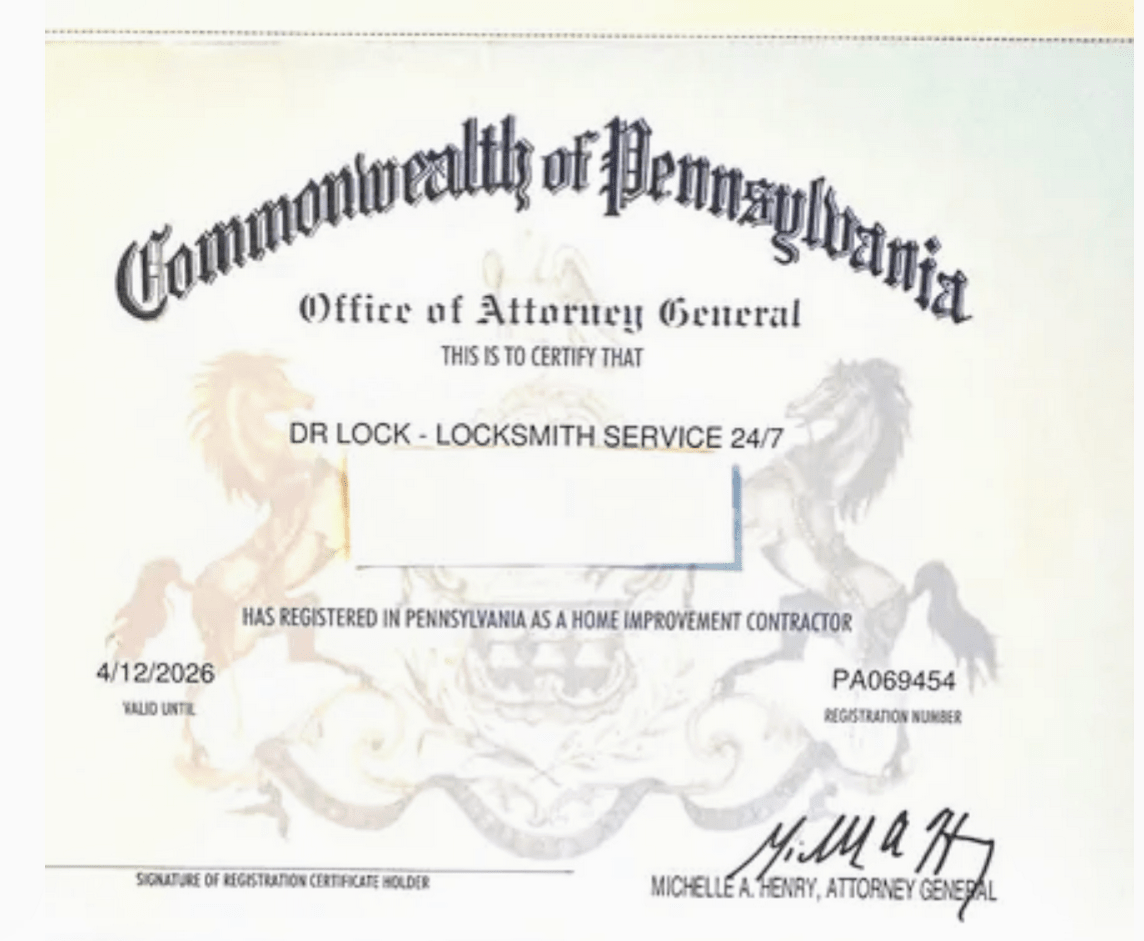 Commonwealth of Pennsylvania
Office of Attorney General
THIS IS TO CERTIFY THAT
DR LOCK - LOCKSMITH SERVICE 24/7
HAS REGISTERED IN PENNSYLVANIA AS A HOME IMPROVEMENT CONTRACTOR
4/12/2026
VALID UNTIL
PA069454
REGISTRATION NUMBER
SIGNATURE OF REGISTRATION CERTIFICATE HOLDER
MICHELLE A. HENRY, ATTORNEY GENERAL